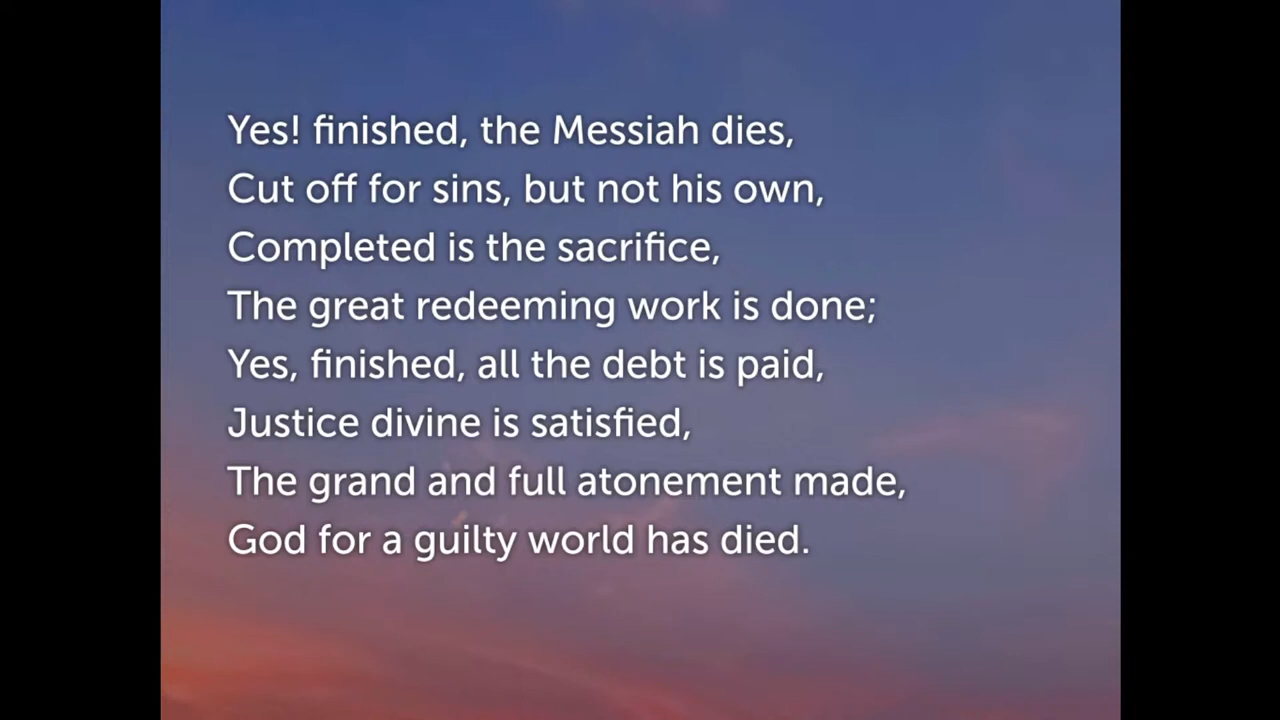 Yes! finished, the Messiah dies,
Cut off for sins, but not his own,
Completed is the sacrifice,
The great redeeming work is done;
Yes, finished, all the debt is paid,
Justice divine is satisfied,
The grand and full atonement made,
God for a guilty world has died.